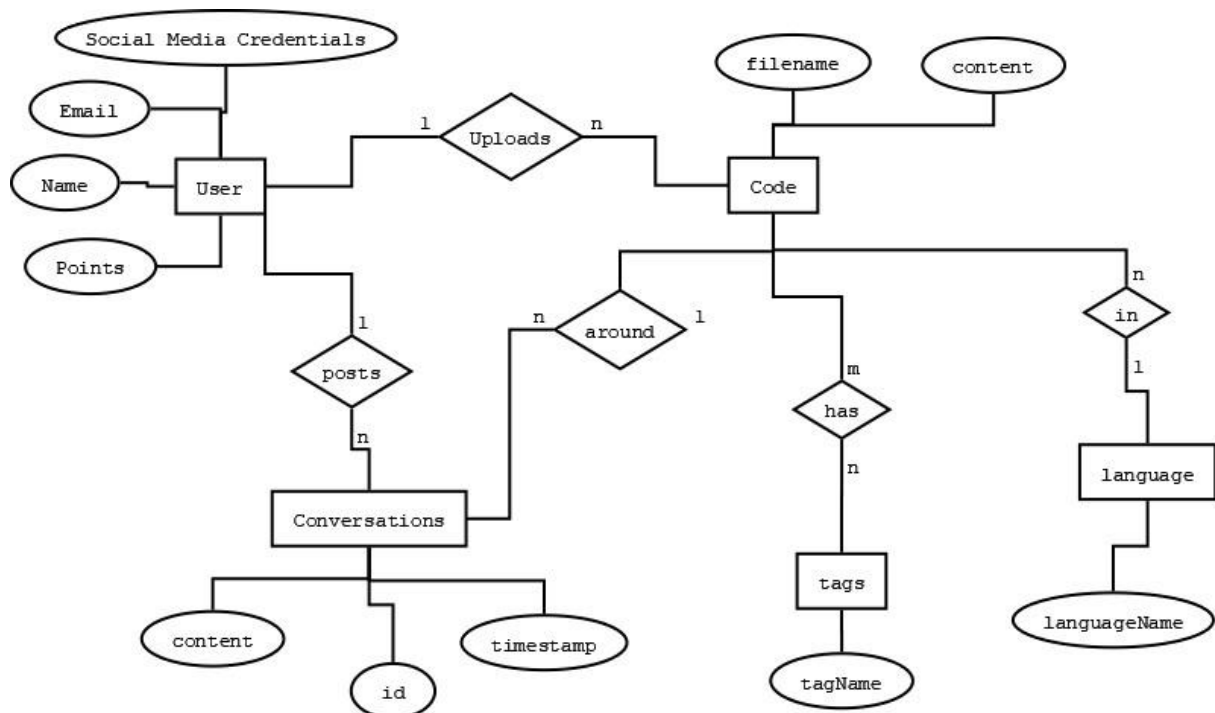 Social Media Credentials
filename
content
Email
1
Uploads
n
Name
User
Code
Points
n
n
around
1
in
1
1
posts
m
has
n
language
n
Conversations
tags
content
timestamp
languageName
id
tagName